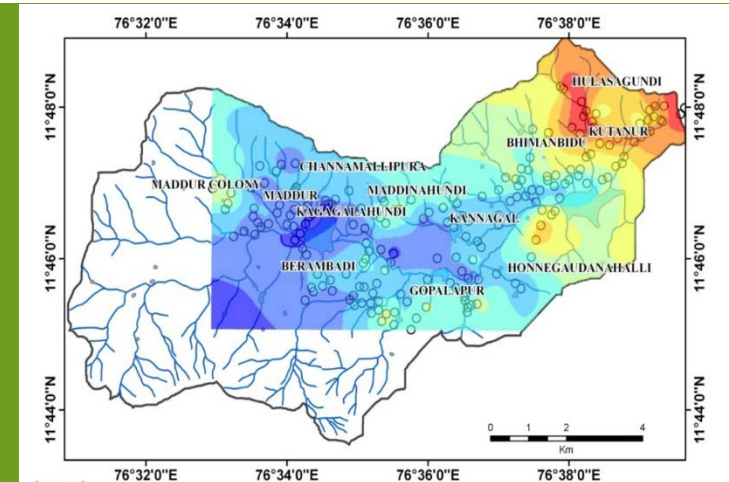 76°32'0"E 76°34'0"E 76°36'0"E 76°38'0"E
HULASAGUNDI
11°48'0"N 11°48'0"N
KUTANUR
BHIMANBIDU
CHANNAMALLIPURA
MADDUR COLONY MADDUR MADDINAHUNDI
KAGAGALAHUNDI KANNAGAL
11°46'0"N 11°46'0"N
BERAMBADI HONNEGAUDANAHALLI
GOPALAPUR
11°44'0"N 11°44'0"N
0 1 2 4
Km
76°32'0"E 76°34'0"E 76°36'0"E 76°38'0"E